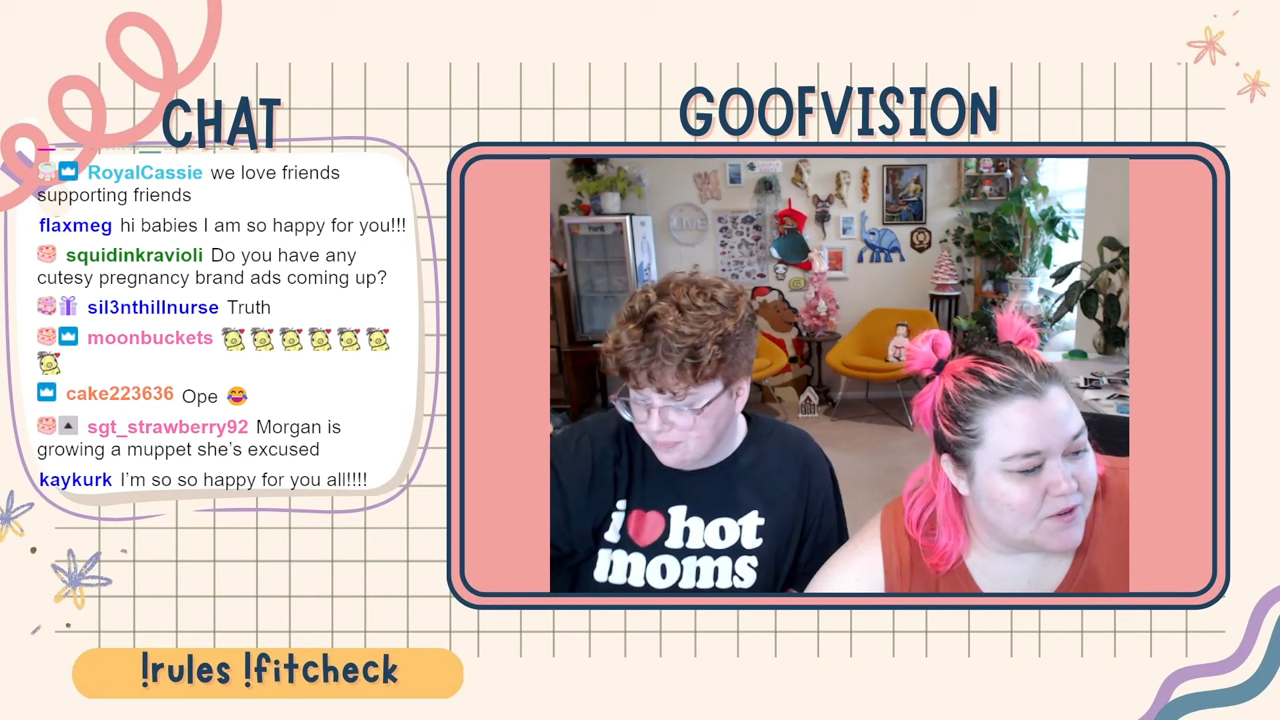 CHAT
GOOFVISION
RoyalCassie we love friends
supporting friends
flaxmeg hi babies I am so happy for you!!!
squidinkravioli Do you have any
cutesy pregnancy brand ads coming up?
sil3nthillnurse Truth
moonbuckets
cake223636 Ope 😂
sgt_strawberry92 Morgan is
growing a muppet she's excused
kaykurk I'm so so happy for you all!!!!
LIVE
i❤️hot
moms
!rules !fitcheck